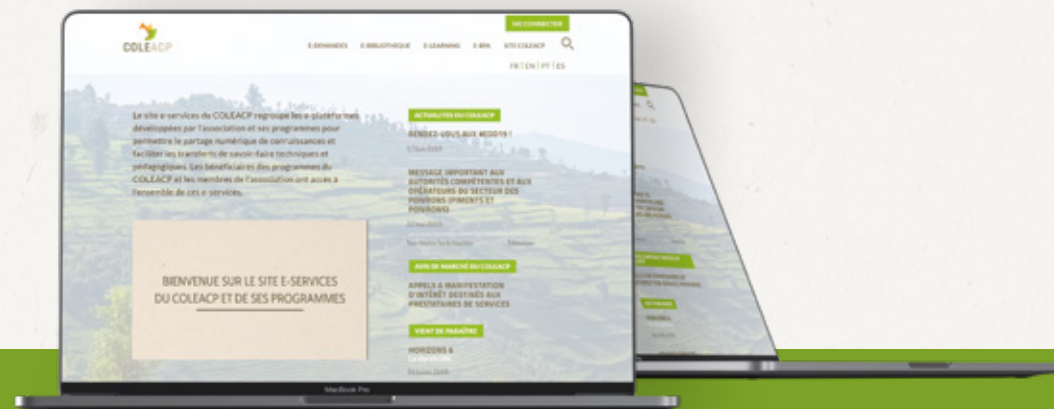 ME CONNECTER
COLEACP
E-DEMANDES E-BIBLIOTHEQUE E-LEARNING E-BPA SITE COLEACP
FR | EN | PT | ES
Le site e-services du COLEACP regroupe les e-plateformes
développées par l'association et ses programmes pour
permettre le partage numérique de connaissances et
faciliter les transferts de savoir-faire techniques et
pédagogiques. Les bénéficiaires des programmes du
COLEACP et les membres de l'association ont accès à
l'ensemble de ces e-services.
BIENVENUE SUR LE SITE E-SERVICES
DU COLEACP ET DE SES PROGRAMMES
ACTUALITÉS DU COLEACP
RENDEZ-VOUS AUX #EDD19 !
MESSAGE IMPORTANT AUX
AUTORITÉS COMPÉTENTES ET AUX
OPÉRATEURS DU SECTEUR DES
POIVRONS (PIMENTS ET
POIVRONS)
AVIS DE MARCHÉ DU COLEACP
APPELS A MANIFESTATION
D'INTÉRÊT DESTINÉS AUX
PRESTATAIRES DE SERVICES
VIENT DE PARAÎTRE
HORIZONS 6
MacBook Pro